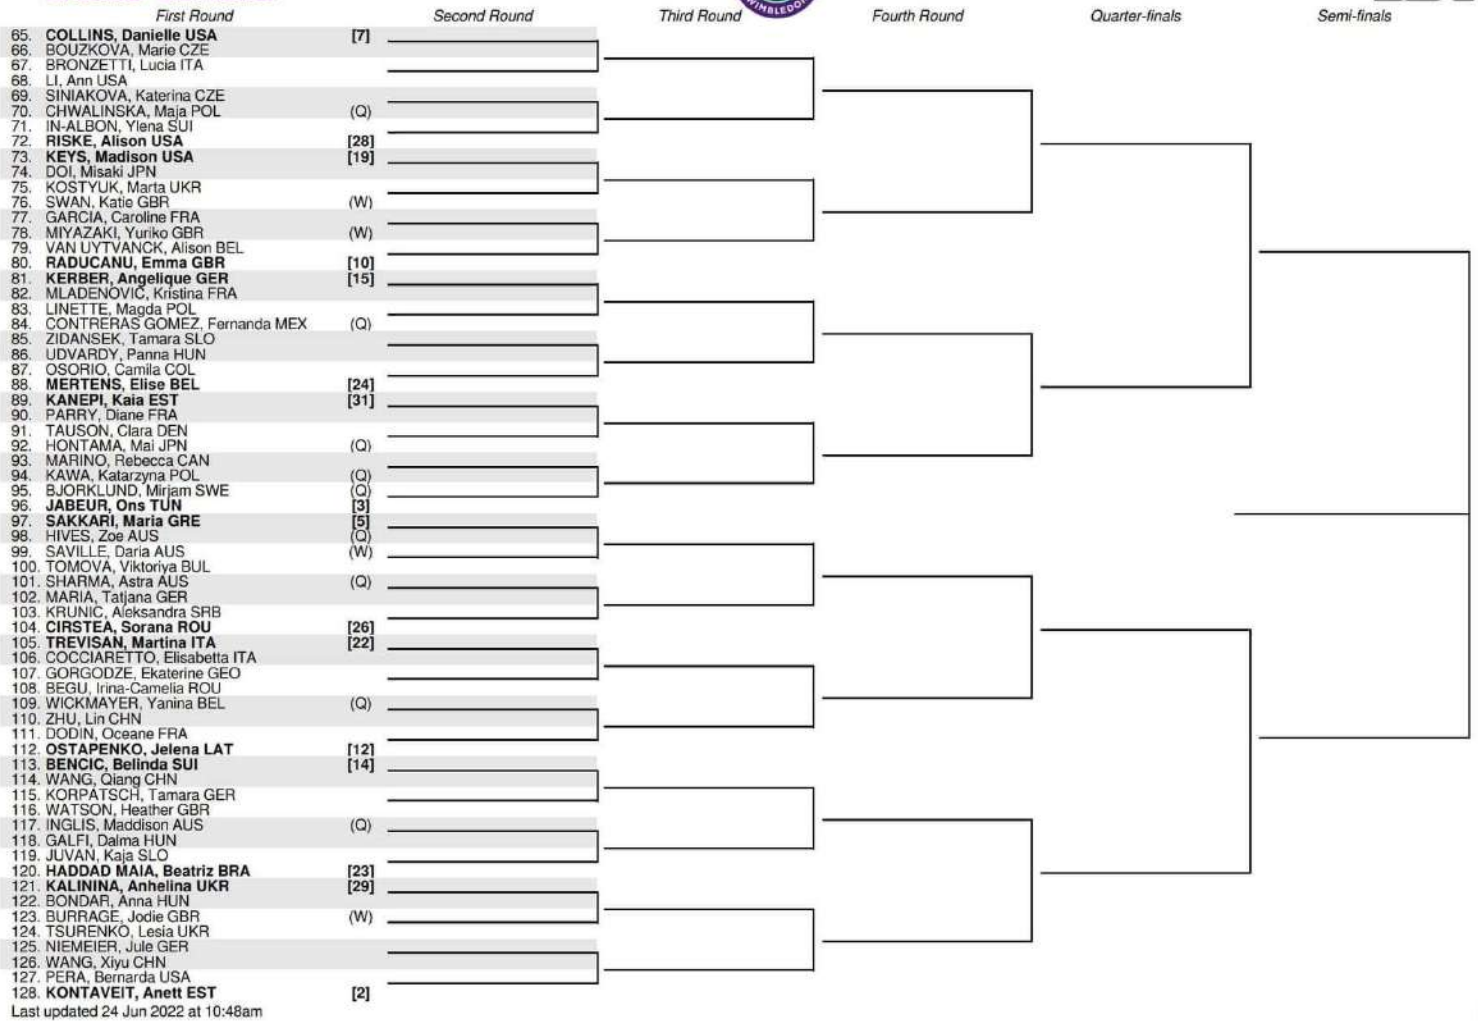 WIMBLEDON
First Round Second Round Third Round Fourth Round Quarter-finals Semi-finals
65. COLLINS, Danielle USA [7]
66. BOUZKOVA, Marie CZE
67. BRONZETTI, Lucia ITA
68. LI, Ann USA
69. SINIAKOVA, Katerina CZE
70. CHWALINSKA, Maja POL (Q)
71. IN-ALBON, Ylena SUI
72. RISKE, Alison USA [28]
73. KEYS, Madison USA [19]
74. DOI, Misaki JPN
75. KOSTYUK, Marta UKR
76. SWAN, Katie GBR (W)
77. GARCIA, Caroline FRA
78. MIYAZAKI, Yuriko GBR (W)
79. VAN UYTVANCK, Alison BEL
80. RADUCANU, Emma GBR [10]
81. KERBER, Angelique GER [15]
82. MLADENOVIC, Kristina FRA
83. LINETTE, Magda POL
84. CONTRERAS GOMEZ, Fernanda MEX (Q)
85. ZIDANSEK, Tamara SLO
86. UDVARDY, Panna HUN
87. OSORIO, Camila COL
88. MERTENS, Elise BEL [24]
89. KANEPI, Kaia EST [31]
90. PARRY, Diane FRA
91. TAUSON, Clara DEN
92. HONTAMA, Mai JPN (Q)
93. MARINO, Rebecca CAN
94. KAWA, Katarzyna POL (Q)
95. BJORKLUND, Mirjam SWE (Q)
96. JABEUR, Ons TUN [3]
97. SAKKARI, Maria GRE [5]
98. HIVES, Zoe AUS (Q)
99. SAVILLE, Daria AUS (W)
100. TOMOVA, Viktoriya BUL
101. SHARMA, Astra AUS (Q)
102. MARIA, Tatjana GER
103. KRUNIC, Aleksandra SRB
104. CIRSTEA, Sorana ROU [26]
105. TREVISAN, Martina ITA [22]
106. COCCIARETTO, Elisabetta ITA
107. GORGODZE, Ekaterine GEO
108. BEGU, Irina-Camelia ROU
109. WICKMAYER, Yanina BEL (Q)
110. ZHU, Lin CHN
111. DODIN, Oceane FRA
112. OSTAPENKO, Jelena LAT [12]
113. BENCIC, Belinda SUI [14]
114. WANG, Qiang CHN
115. KORPATSCH, Tamara GER
116. WATSON, Heather GBR
117. INGLIS, Maddison AUS (Q)
118. GALFI, Dalma HUN
119. JUVAN, Kaja SLO
120. HADDAD MAIA, Beatriz BRA [23]
121. KALININA, Anhelina UKR [29]
122. BONDAR, Anna HUN
123. BURRAGE, Jodie GBR (W)
124. TSURENKO, Lesia UKR
125. NIEMEIER, Jule GER
126. WANG, Xiyu CHN
127. PERA, Bernarda USA
128. KONTAVEIT, Anett EST [2]
Last updated 24 Jun 2022 at 10:48am